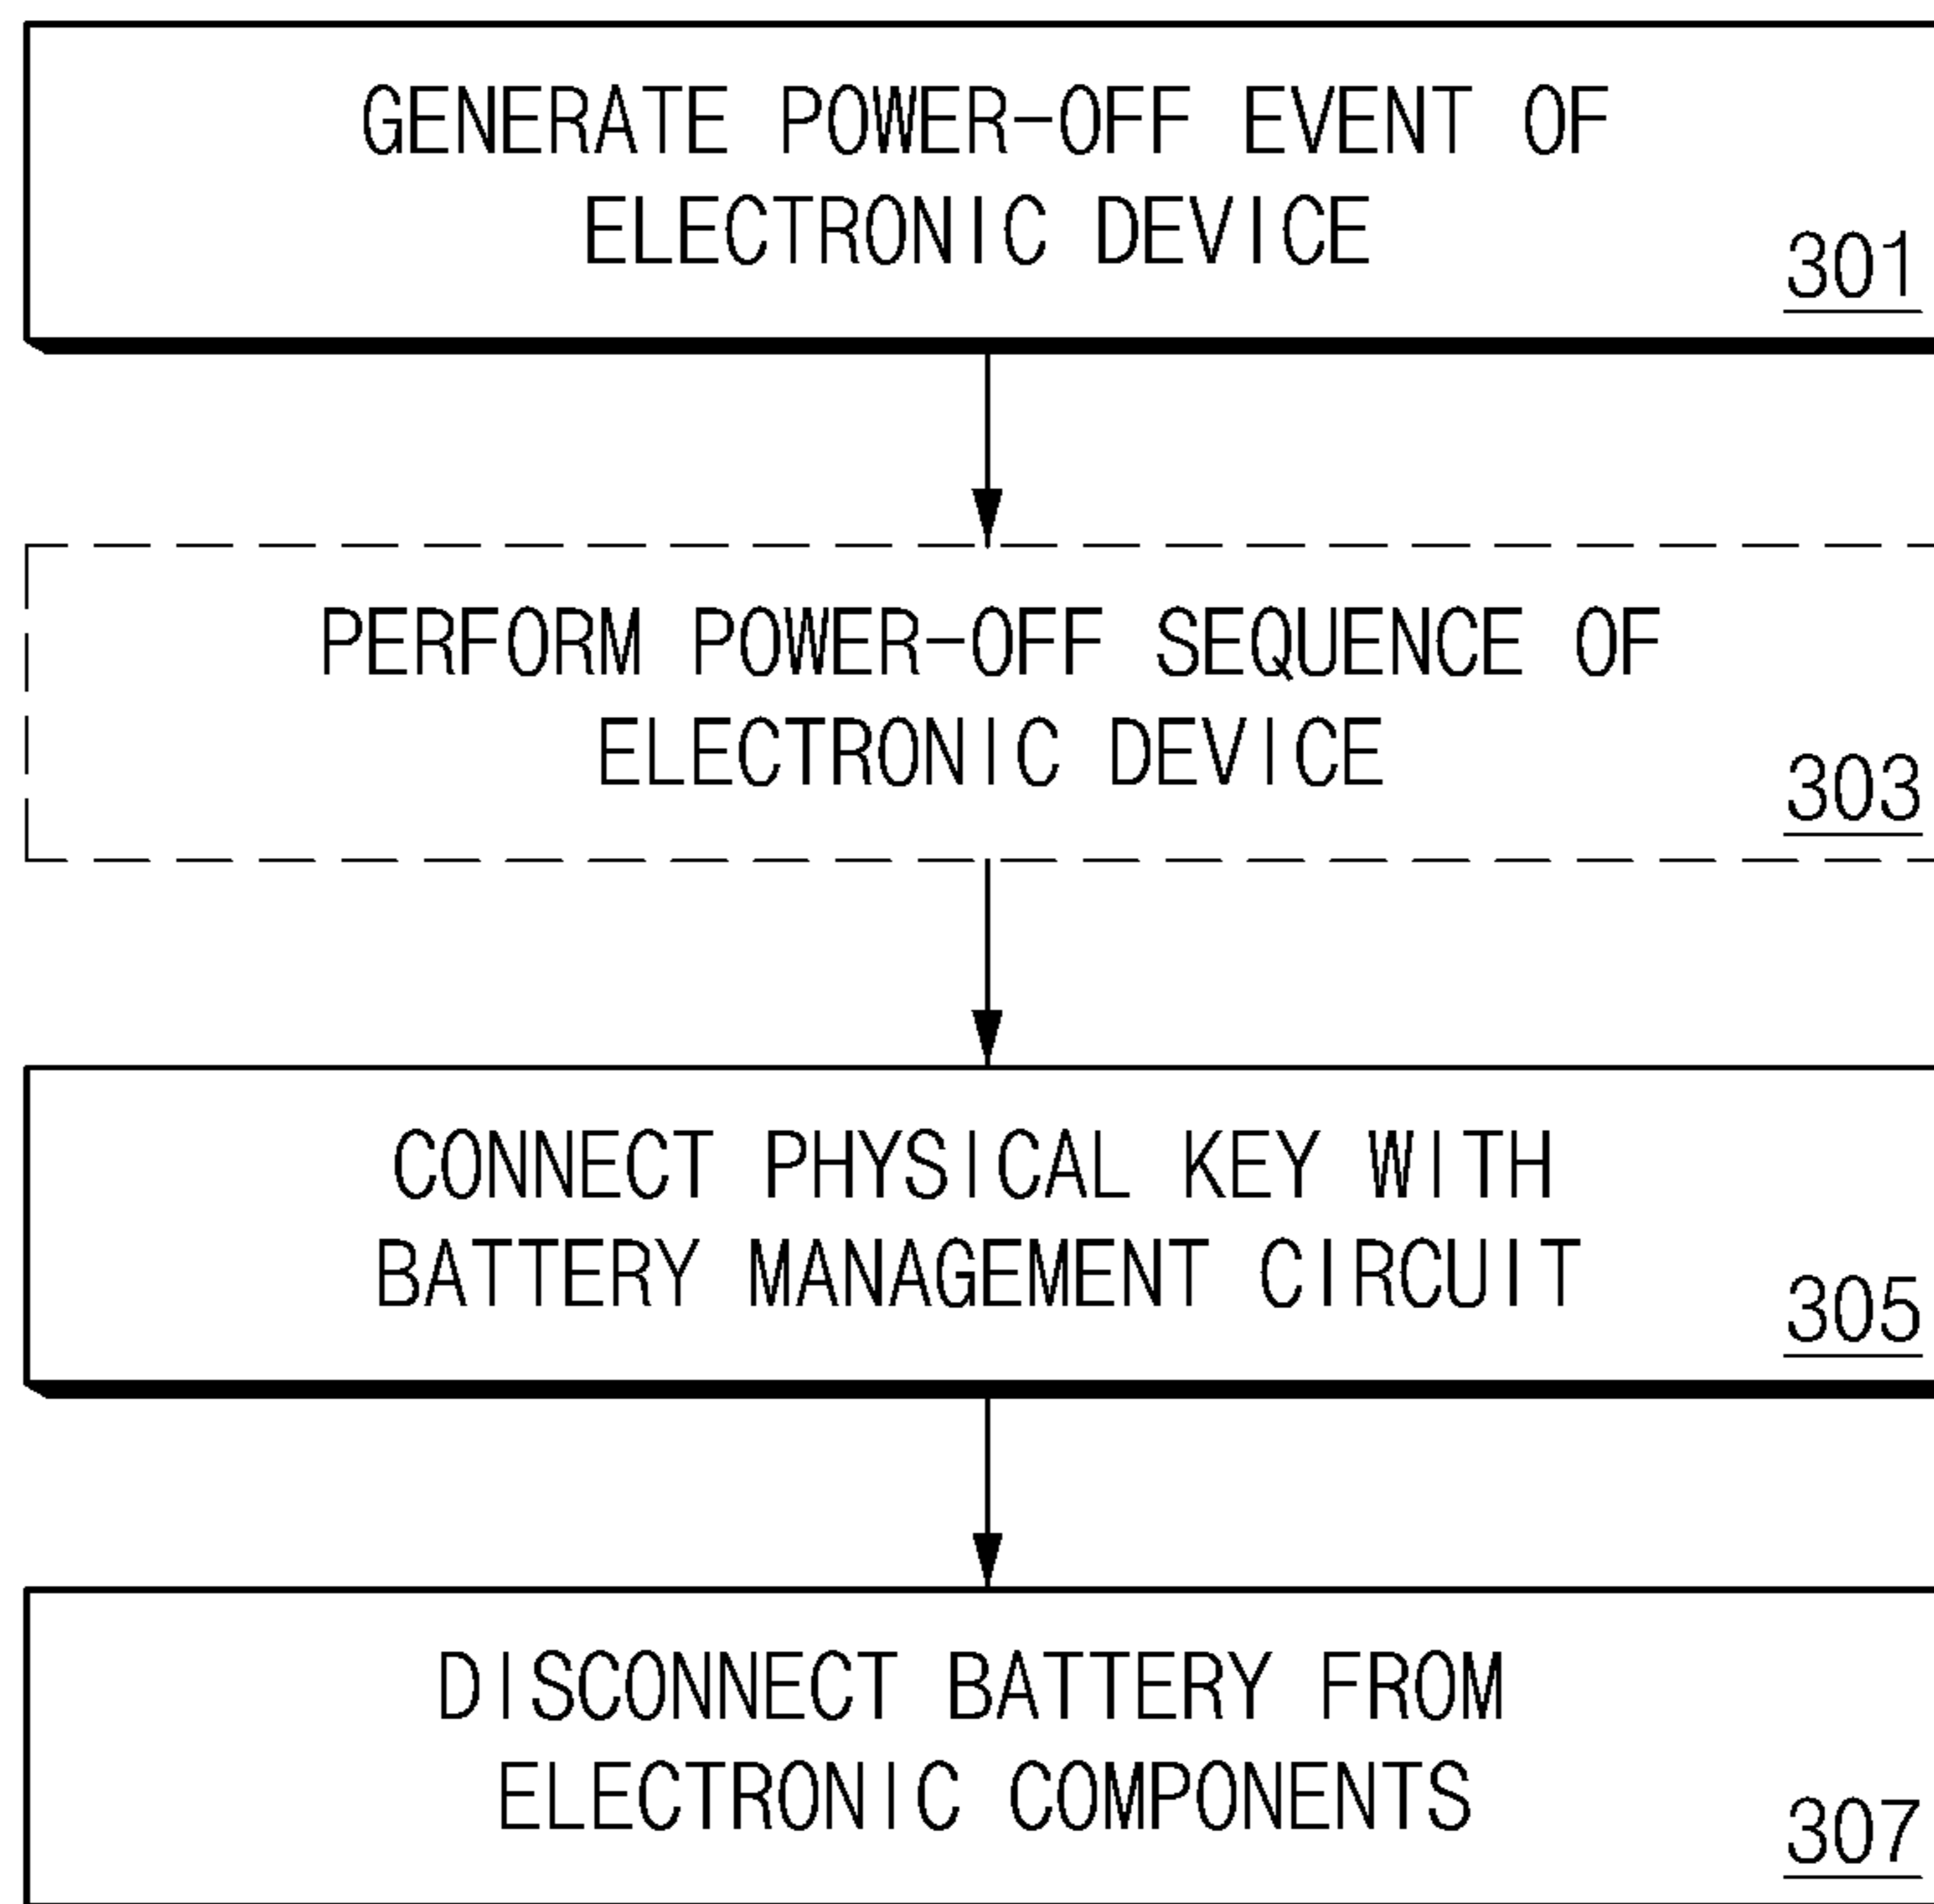 GENERATE POWER-OFF EVENT OF
ELECTRONIC DEVICE
301
PERFORM POWER-OFF SEQUENCE OF
ELECTRONIC DEVICE
303
CONNECT PHYSICAL KEY WITH
BATTERY MANAGEMENT CIRCUIT
305
DISCONNECT BATTERY FROM
ELECTRONIC COMPONENTS
307